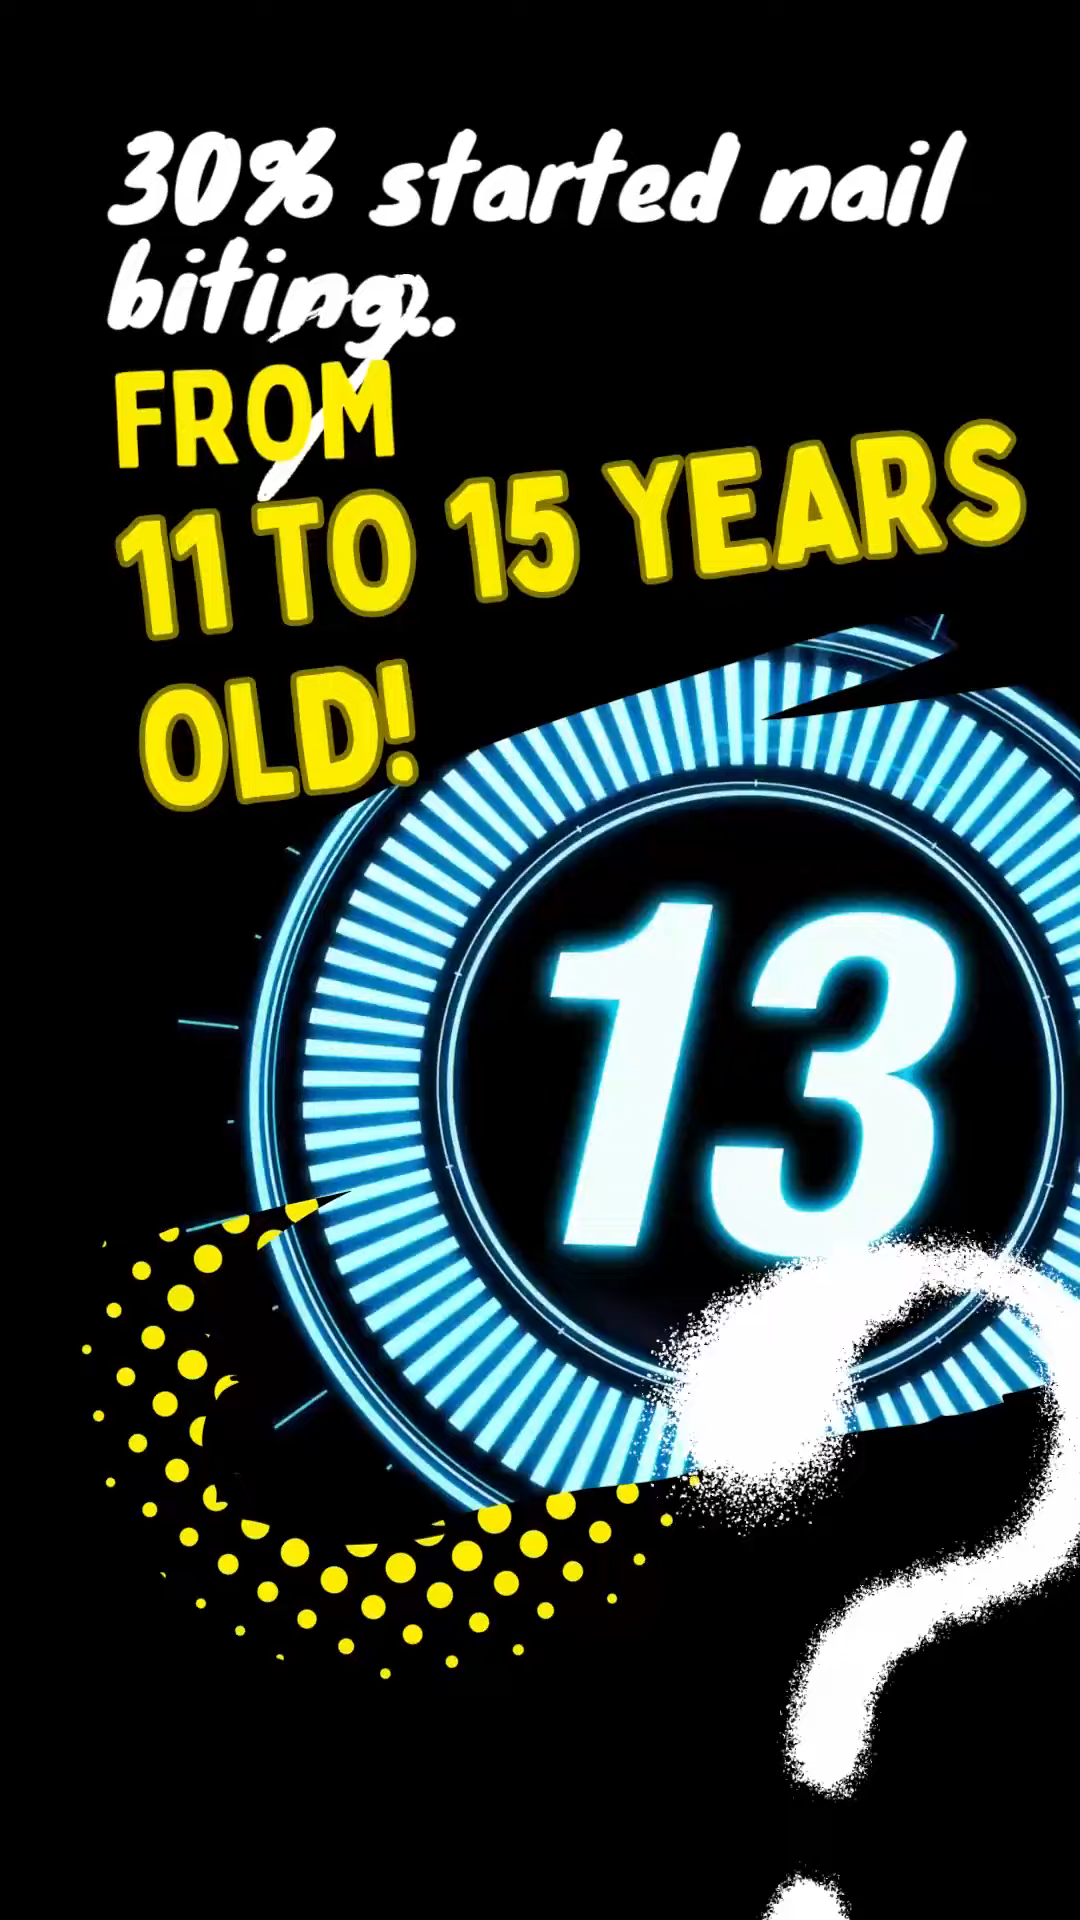 30% started nail
biting..
FROM
11 TO 15 YEARS
OLD!
13
?